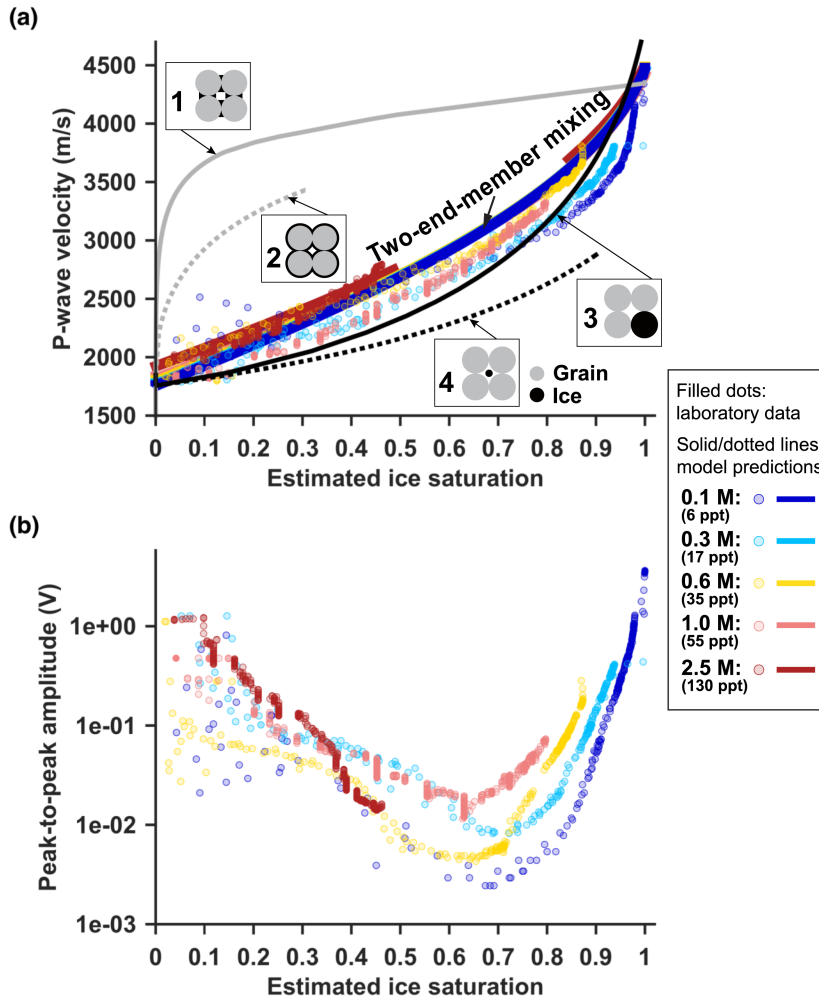 (a)
P-wave velocity (m/s)
4500
4000
3500
3000
2500
2000
1500
1
2
3
4
Two-end-member mixing
Grain
Ice
0 0.1 0.2 0.3 0.4 0.5 0.6 0.7 0.8 0.9 1
Estimated ice saturation
Filled dots:
laboratory data
Solid/dotted lines
model predictions
0.1 M:
(6 ppt)
0.3 M:
(17 ppt)
0.6 M:
(35 ppt)
1.0 M:
(55 ppt)
2.5 M:
(130 ppt)
(b)
Peak-to-peak amplitude (V)
1e+00
1e-01
1e-02
1e-03
0 0.1 0.2 0.3 0.4 0.5 0.6 0.7 0.8 0.9 1
Estimated ice saturation